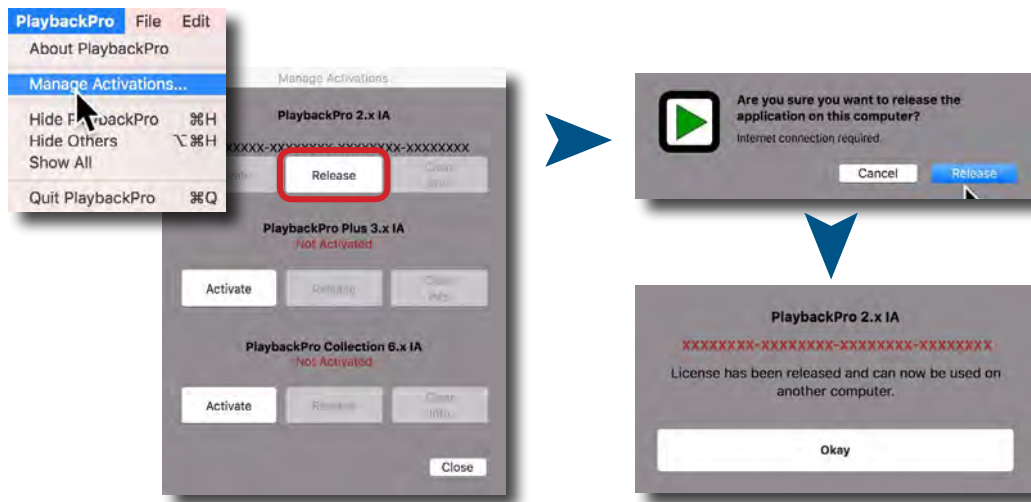 PlaybackPro File Edit
About PlaybackPro
Manage Activations...
Hide PlaybackPro ⌘H
Hide Others ⌥⌘H
Show All
Quit PlaybackPro ⌘Q
Manage Activations
PlaybackPro 2.x IA
XXXXX-XXXXXXXX-XXXXXXXX-XXXXXXXX
Release
Clear
Info
PlaybackPro Plus 3.x IA
Not Activated
Activate Release Clear
Info
PlaybackPro Collection 6.x IA
Not Activated
Activate Release Clear
Info
Close
Are you sure you want to release the
application on this computer?
Internet connection required.
Cancel Release
PlaybackPro 2.x IA
XXXXXXXX-XXXXXXXX-XXXXXXXX-XXXXXXXX
License has been released and can now be used on
another computer.
Okay